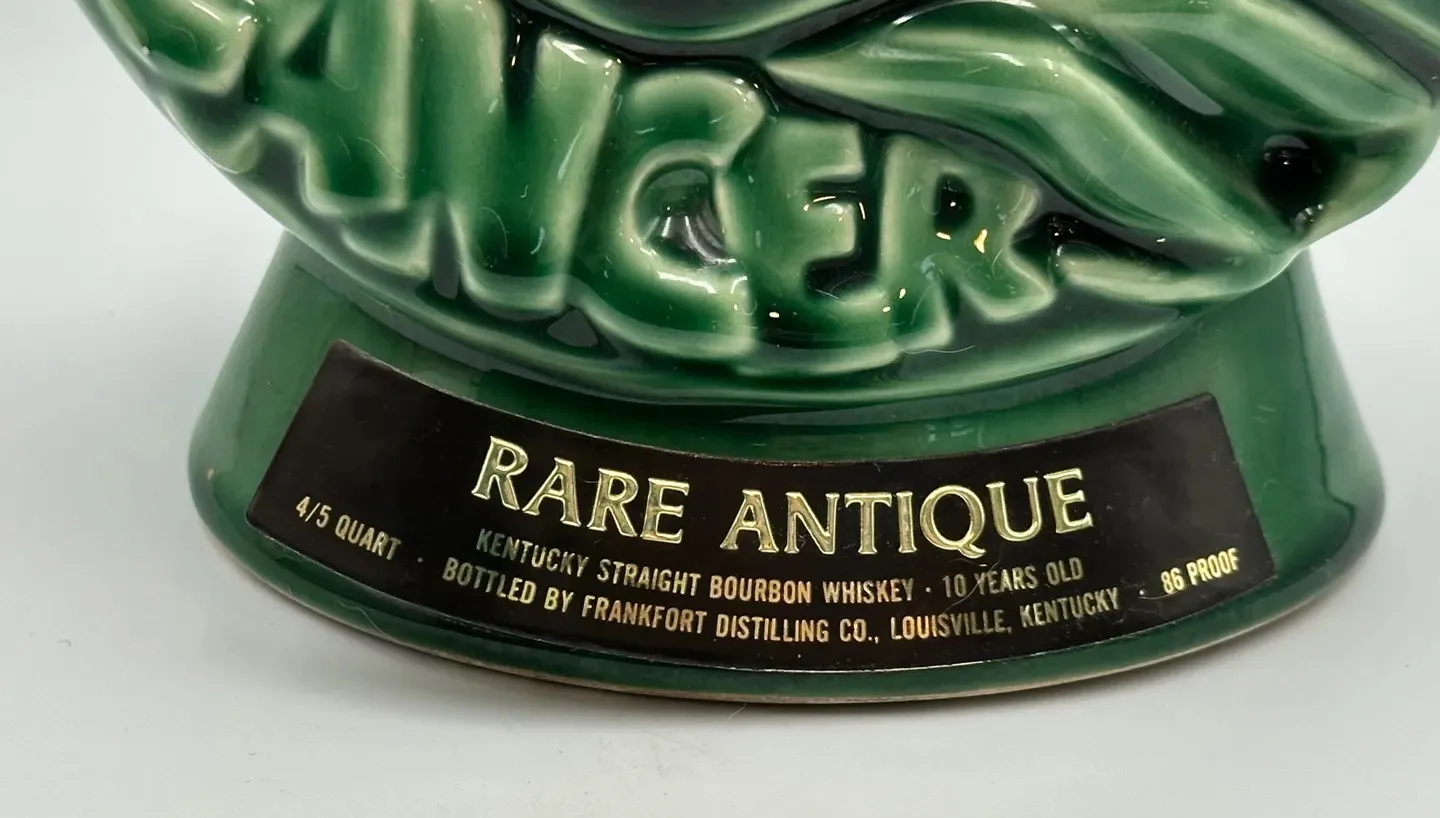 CANCER
RARE ANTIQUE
KENTUCKY STRAIGHT BOURBON WHISKEY · 10 YEARS OLD
4/5 QUART · BOTTLED BY FRANKFORT DISTILLING CO., LOUISVILLE, KENTUCKY · 86 PROOF